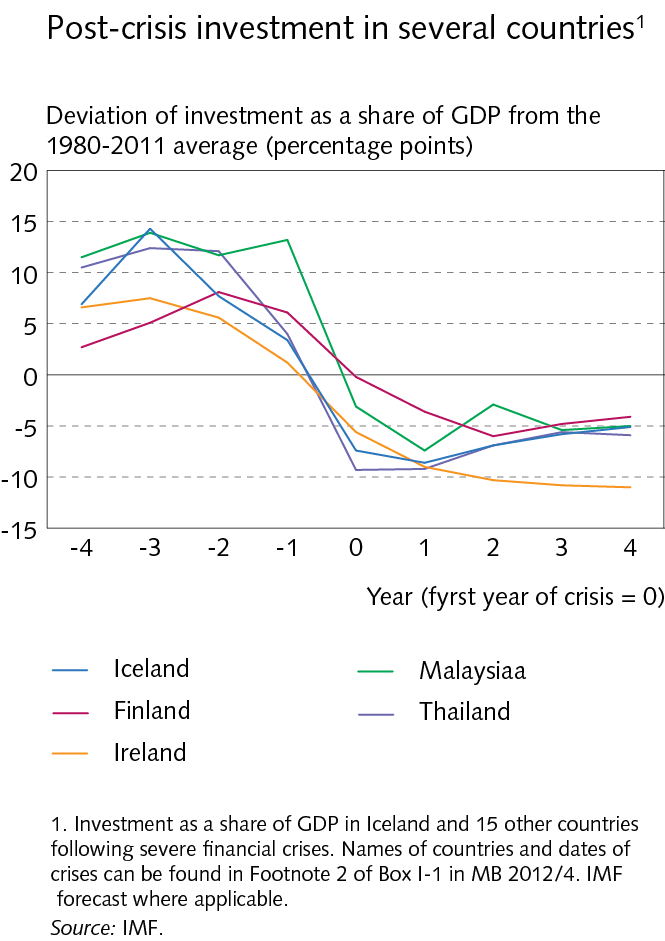 Post-crisis investment in several countries¹
Deviation of investment as a share of GDP from the
1980-2011 average (percentage points)
20
15
10
5
0
-5
-10
-15
-4 -3 -2 -1 0 1 2 3 4
Year (fyrst year of crisis = 0)
Iceland
Finland
Ireland
Malaysiaa
Thailand
1. Investment as a share of GDP in Iceland and 15 other countries
following severe financial crises. Names of countries and dates of
crises can be found in Footnote 2 of Box I-1 in MB 2012/4. IMF
forecast where applicable.
Source: IMF.